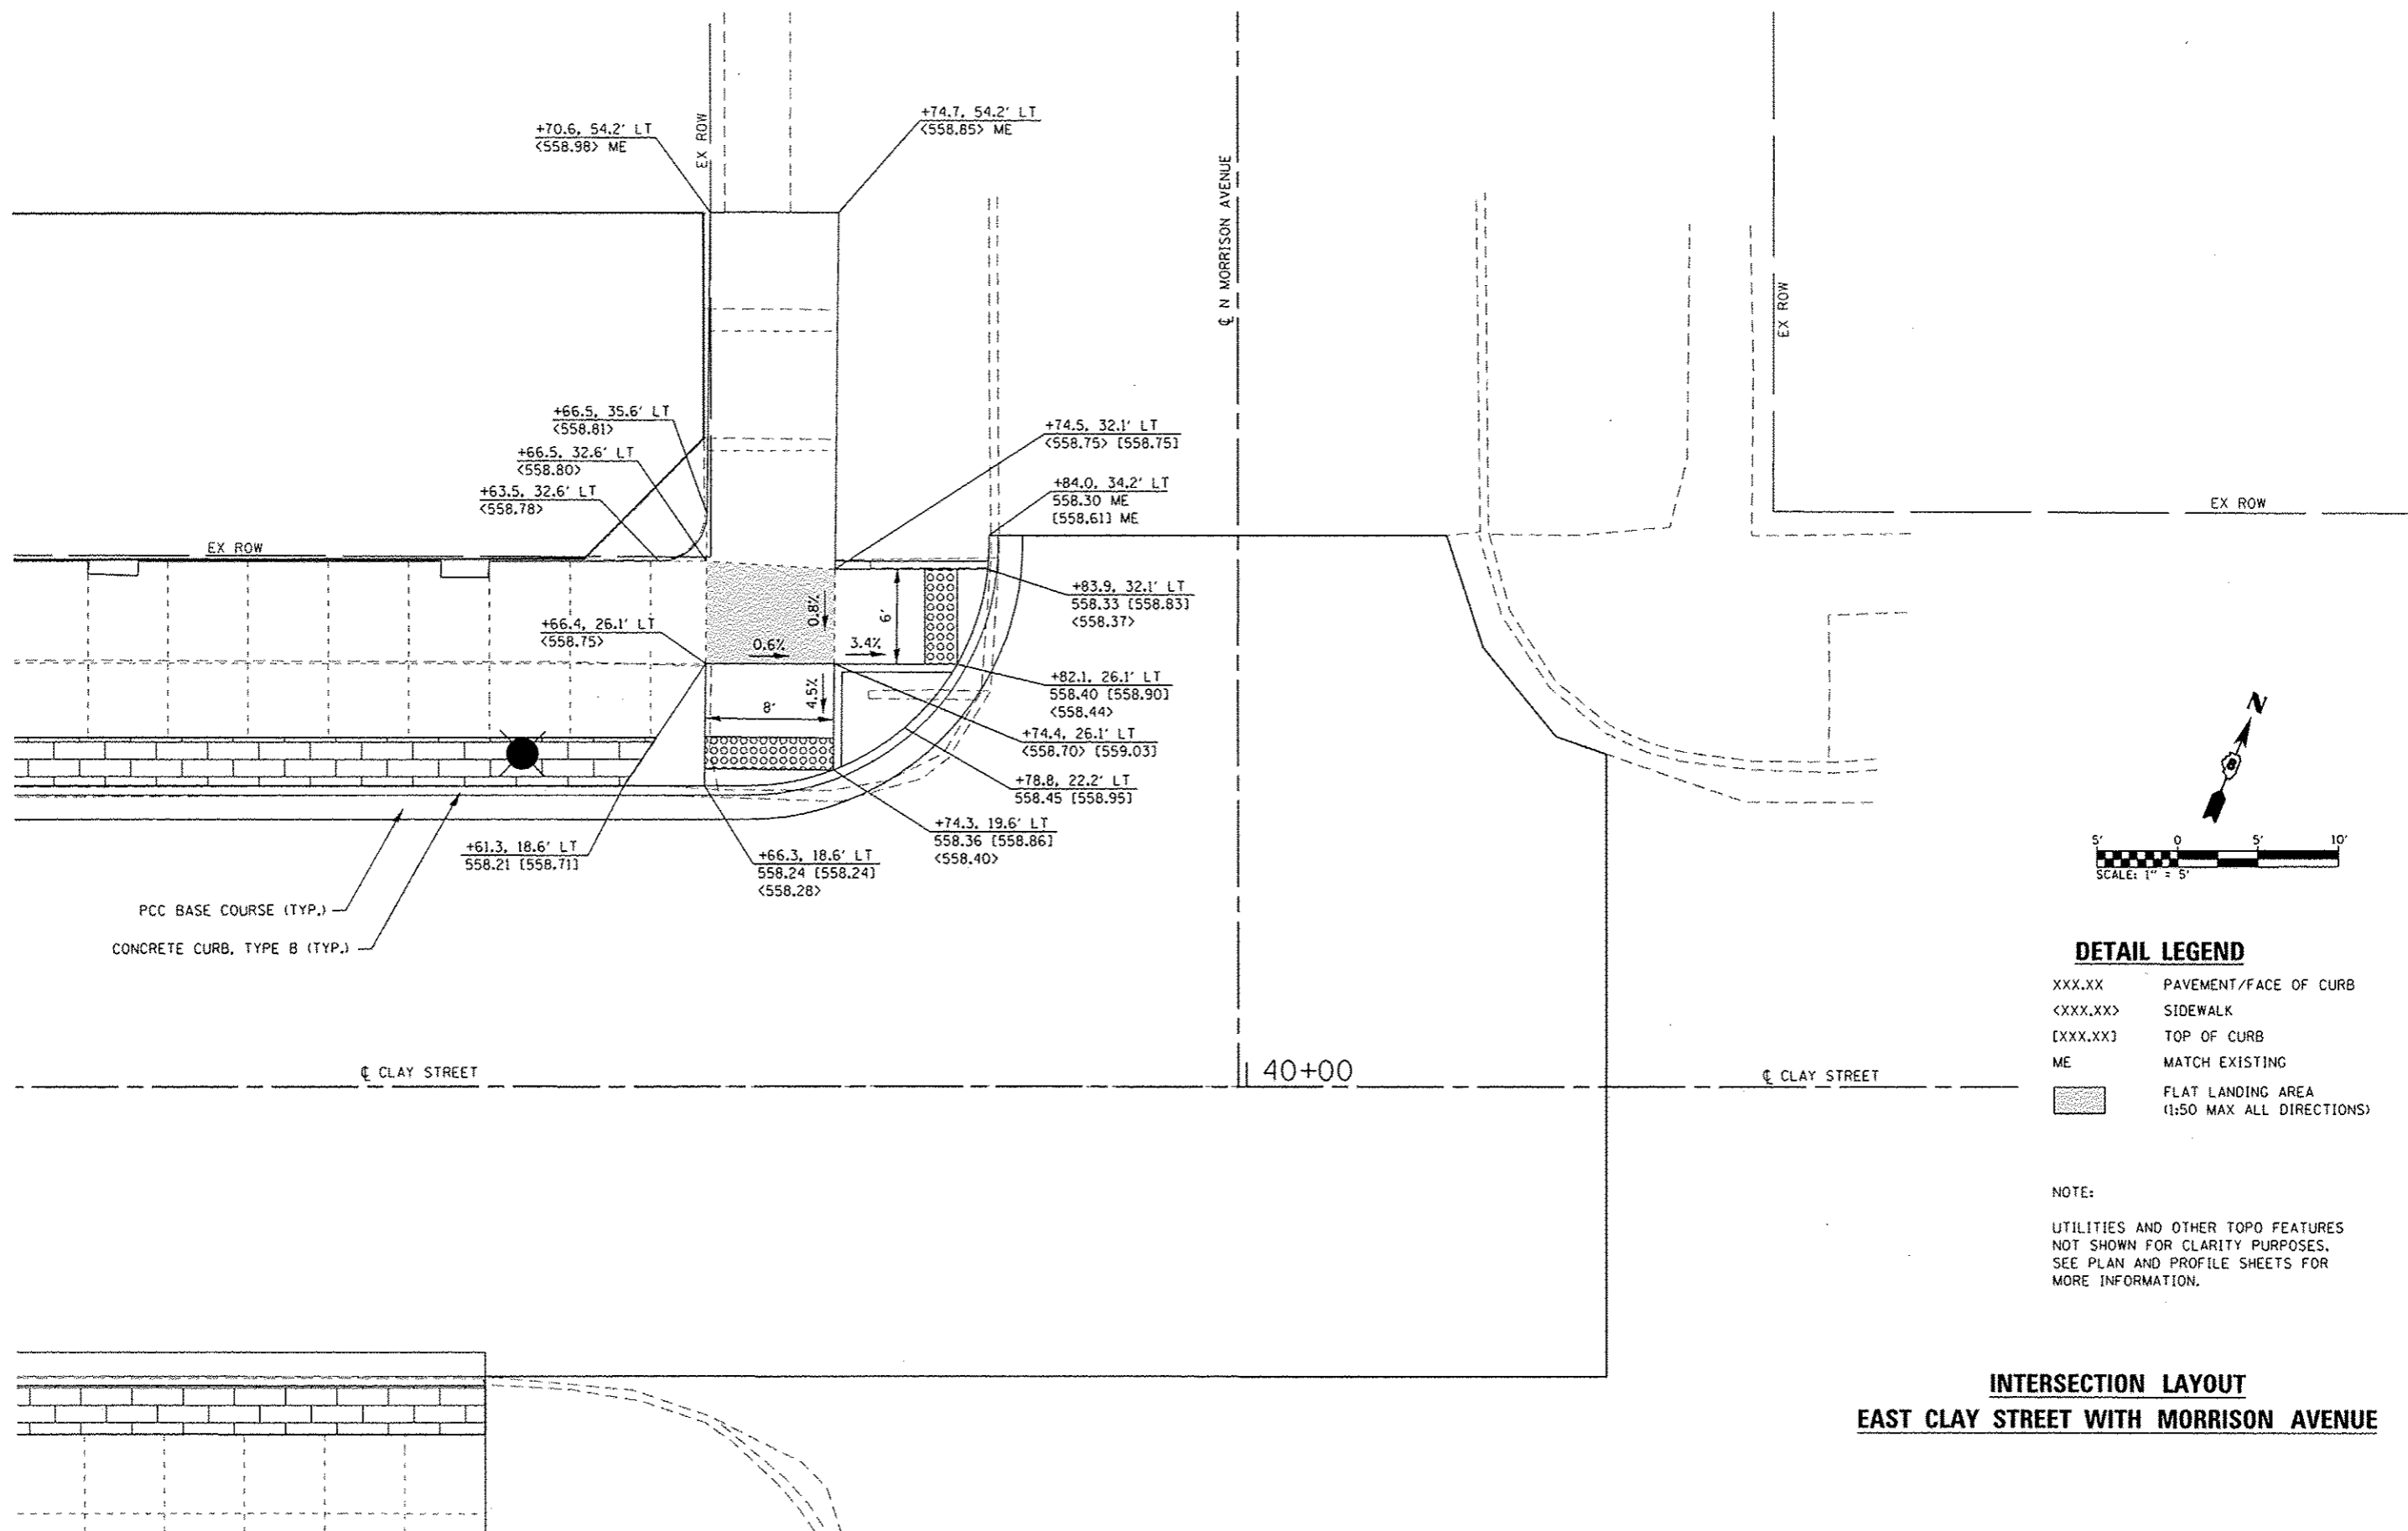 +70.6, 54.2' LT
<558.98> ME
EX ROW
+74.7, 54.2' LT
<558.85> ME
℄ N MORRISON AVENUE
EX ROW
EX ROW
+66.5, 35.6' LT
<558.81>
+66.5, 32.6' LT
<558.80>
+63.5, 32.6' LT
<558.78>
EX ROW
+74.5, 32.1' LT
<558.75> [558.75]
+84.0, 34.2' LT
558.30 ME
[558.61] ME
+83.9, 32.1' LT
558.33 [558.83]
<558.37>
0.8%
6'
+66.4, 26.1' LT
<558.75>
0.6%
3.4%
4.5%
8'
+82.1, 26.1' LT
558.40 [558.90]
<558.44>
+74.4, 26.1' LT
<558.70> [559.03]
+78.8, 22.2' LT
558.45 [558.95]
+74.3, 19.6' LT
558.36 [558.86]
<558.40>
+61.3, 18.6' LT
558.21 [558.71]
+66.3, 18.6' LT
558.24 [558.24]
<558.28>
PCC BASE COURSE (TYP.)
CONCRETE CURB, TYPE B (TYP.)
N
8
5' 0 5' 10'
SCALE: 1" = 5'
℄ CLAY STREET
40+00
℄ CLAY STREET
DETAIL LEGEND
XXX.XX PAVEMENT/FACE OF CURB
<XXX.XX> SIDEWALK
[XXX.XX] TOP OF CURB
ME MATCH EXISTING
FLAT LANDING AREA
(1:50 MAX ALL DIRECTIONS)
NOTE:
UTILITIES AND OTHER TOPO FEATURES
NOT SHOWN FOR CLARITY PURPOSES.
SEE PLAN AND PROFILE SHEETS FOR
MORE INFORMATION.
INTERSECTION LAYOUT
EAST CLAY STREET WITH MORRISON AVENUE